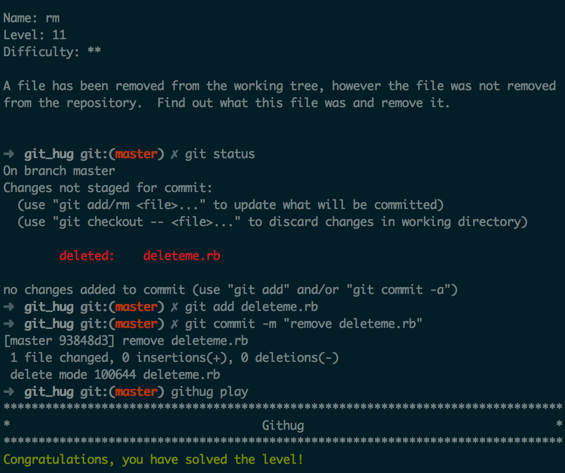 Name: rm
Level: 11
Difficulty: **
A file has been removed from the working tree, however the file was not removed
from the repository.  Find out what this file was and remove it.
➜  git_hug git:(master) ✗ git status
On branch master
Changes not staged for commit:
  (use "git add/rm <file>..." to update what will be committed)
  (use "git checkout -- <file>..." to discard changes in working directory)
        deleted:    deleteme.rb
no changes added to commit (use "git add" and/or "git commit -a")
➜  git_hug git:(master) ✗ git add deleteme.rb
➜  git_hug git:(master) ✗ git commit -m "remove deleteme.rb"
[master 93848d3] remove deleteme.rb
 1 file changed, 0 insertions(+), 0 deletions(-)
 delete mode 100644 deleteme.rb
➜  git_hug git:(master) githug play
********************************************************************************
*                                    Githug                                    *
********************************************************************************
Congratulations, you have solved the level!